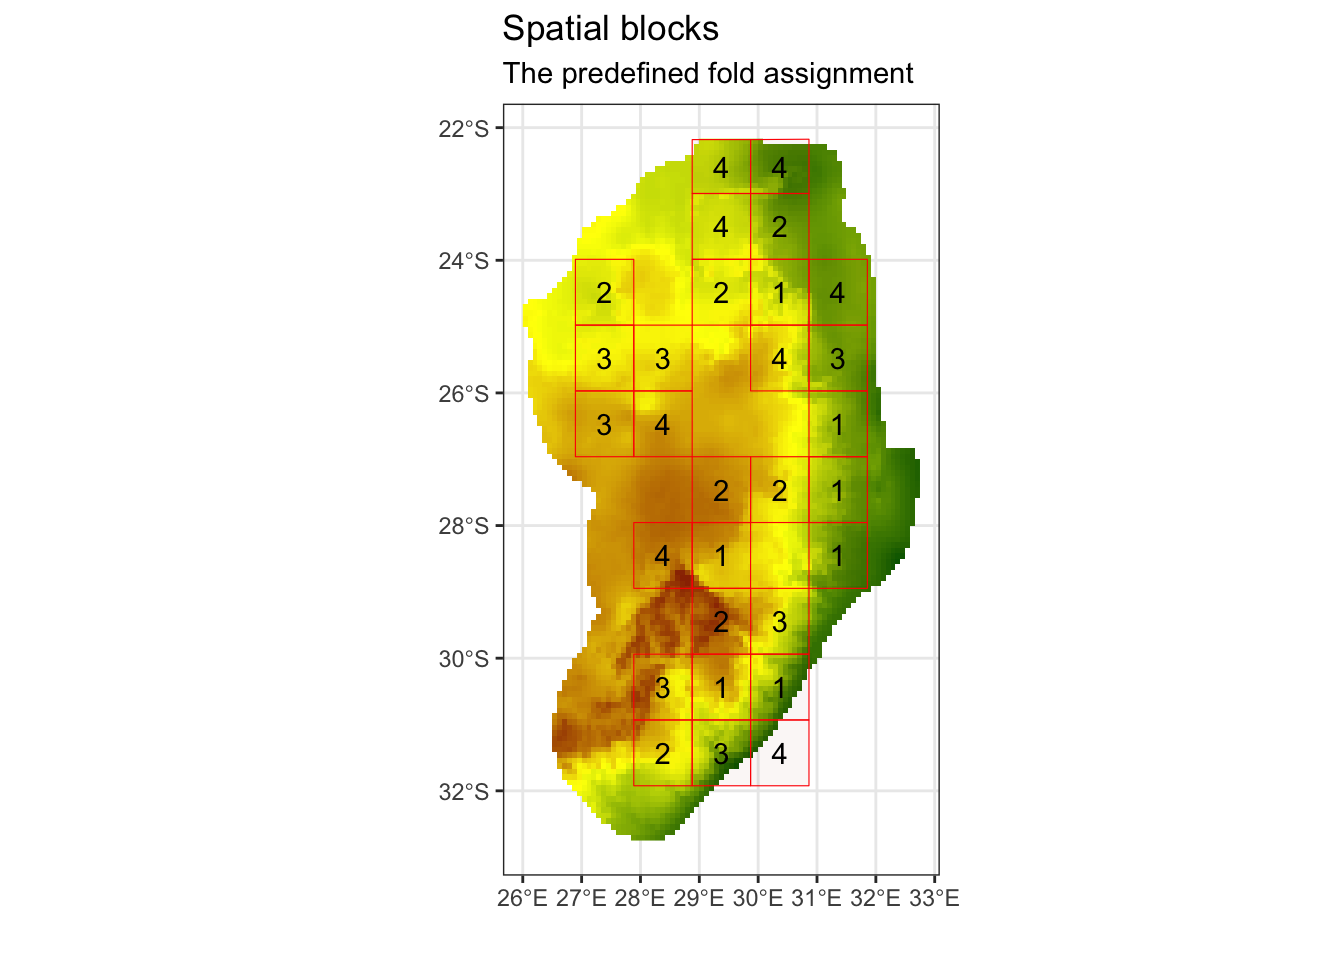 Spatial blocks
The predefined fold assignment
22°S
4 4
4 2
24°S
2 2 1 4
3 3 4 3
26°S
3 4 1
2 2 1
28°S
4 1 1
2 3
30°S
3 1 1
2 3 4
32°S
26°E 27°E 28°E 29°E 30°E 31°E 32°E 33°E